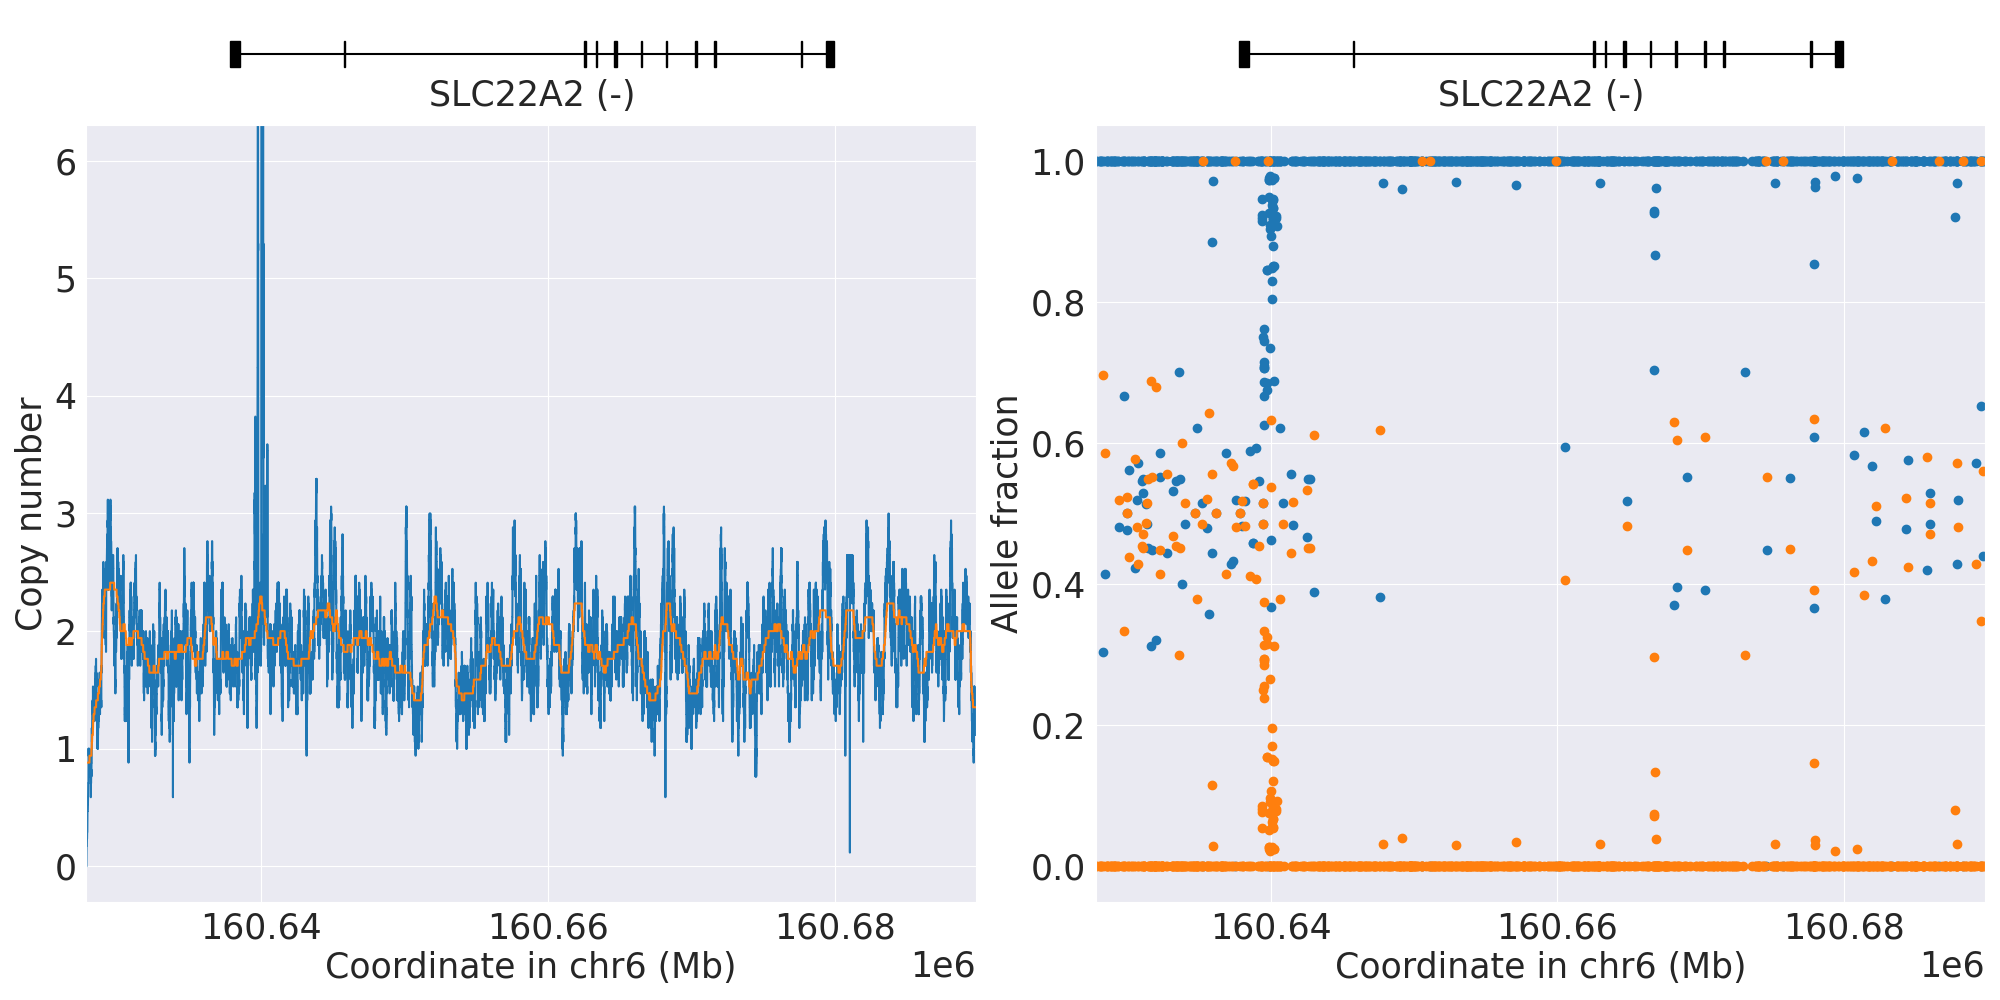 SLC22A2 (-)
SLC22A2 (-)
Copy number
6
5
4
3
2
1
0
160.64
160.66
160.68
Coordinate in chr6 (Mb)
1e6
Allele fraction
1.0
0.8
0.6
0.4
0.2
0.0
160.64
160.66
160.68
Coordinate in chr6 (Mb)
1e6